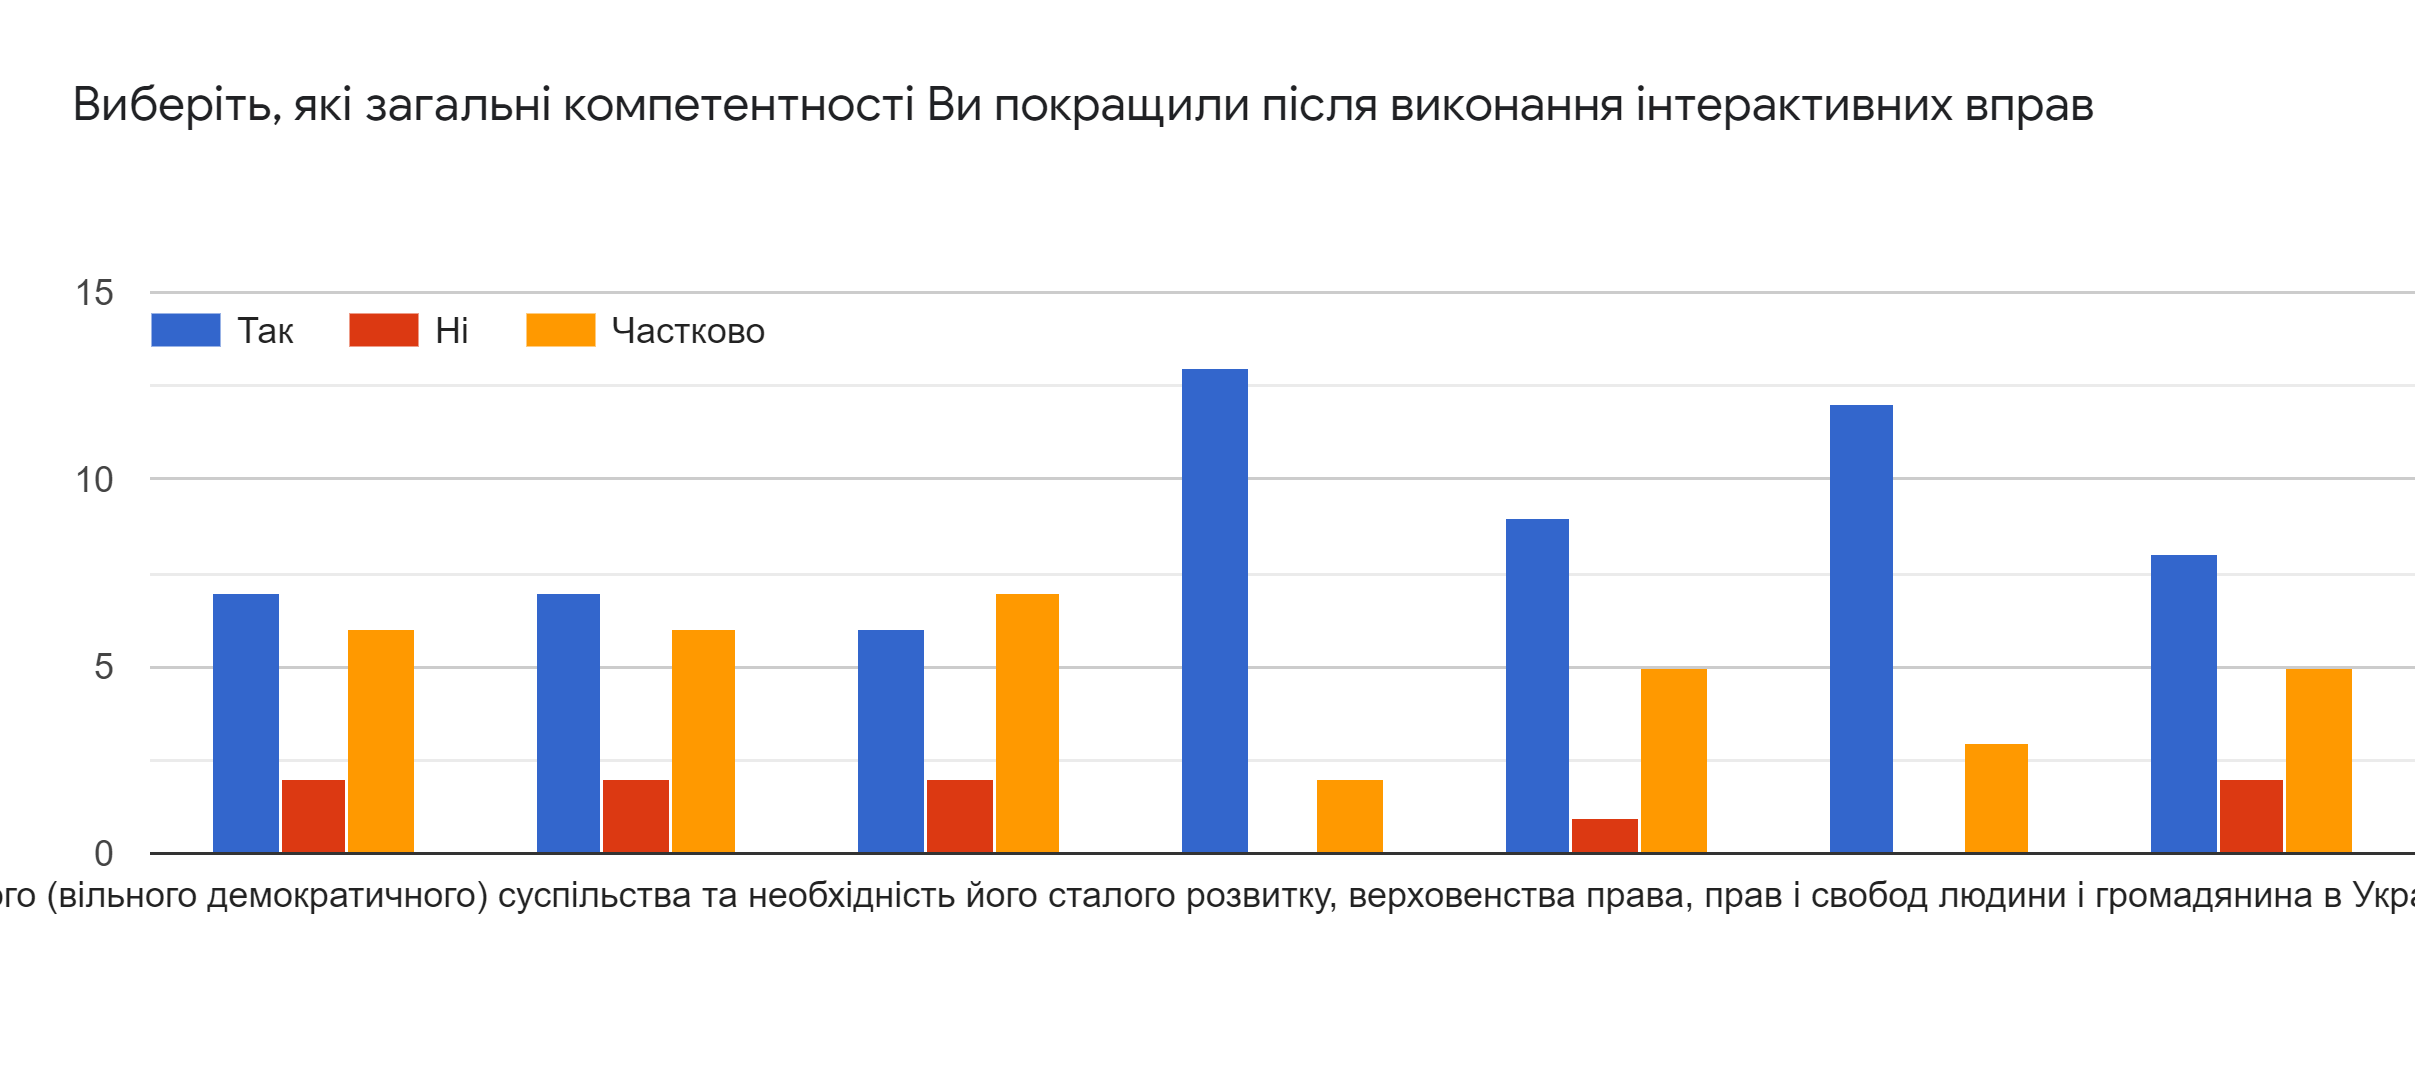 Виберіть, які загальні компетентності Ви покращили після виконання інтерактивних вправ
15
Так Ні Частково
10
5
0
(вільного демократичного) суспільства та необхідність його сталого розвитку, верховенства права, прав і свобод людини і громадянина в